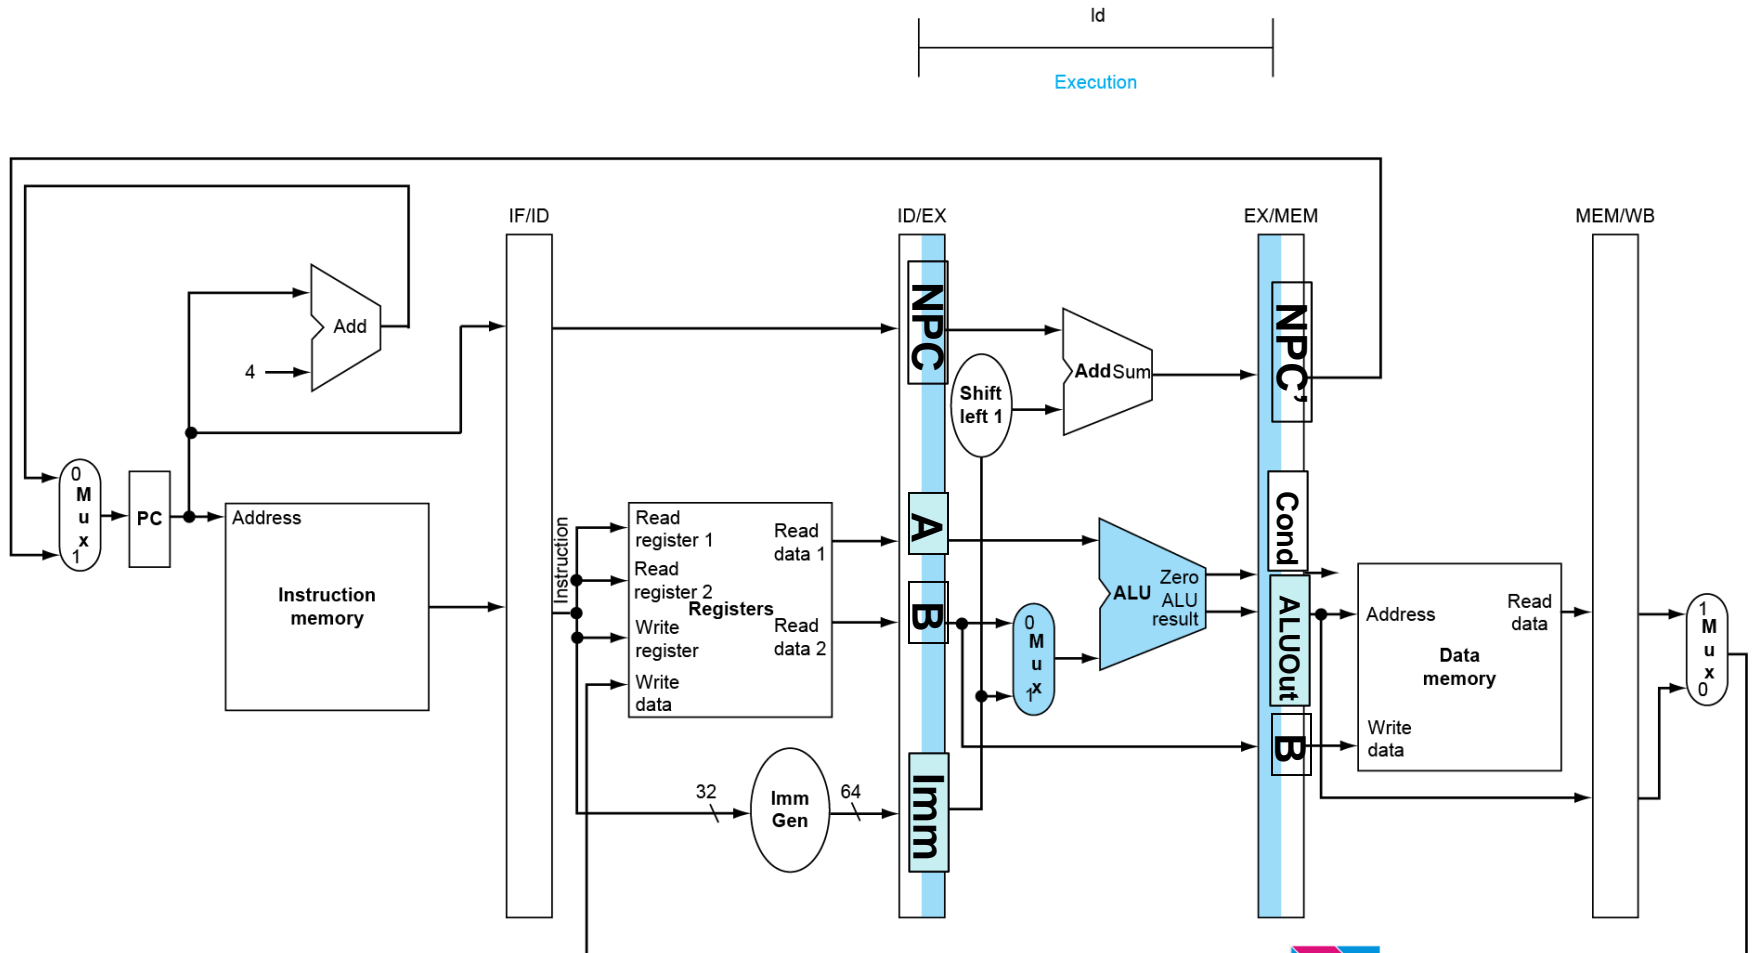 ld
Execution
IF/ID
ID/EX
EX/MEM
MEM/WB
Add
4
0
M
u
x
1
PC
Address
Instruction
memory
Instruction
Read
register 1
Read
register 2
Write
register
Write
data
Registers
Read
data 1
Read
data 2
32
Imm
Gen
64
NPC
A
B
Imm
Shift
left 1
Add Sum
0
M
u
x
1
ALU
Zero
ALU
result
NPC’
Cond
ALUOut
B
Address
Read
data
Data
memory
Write
data
1
M
u
x
0